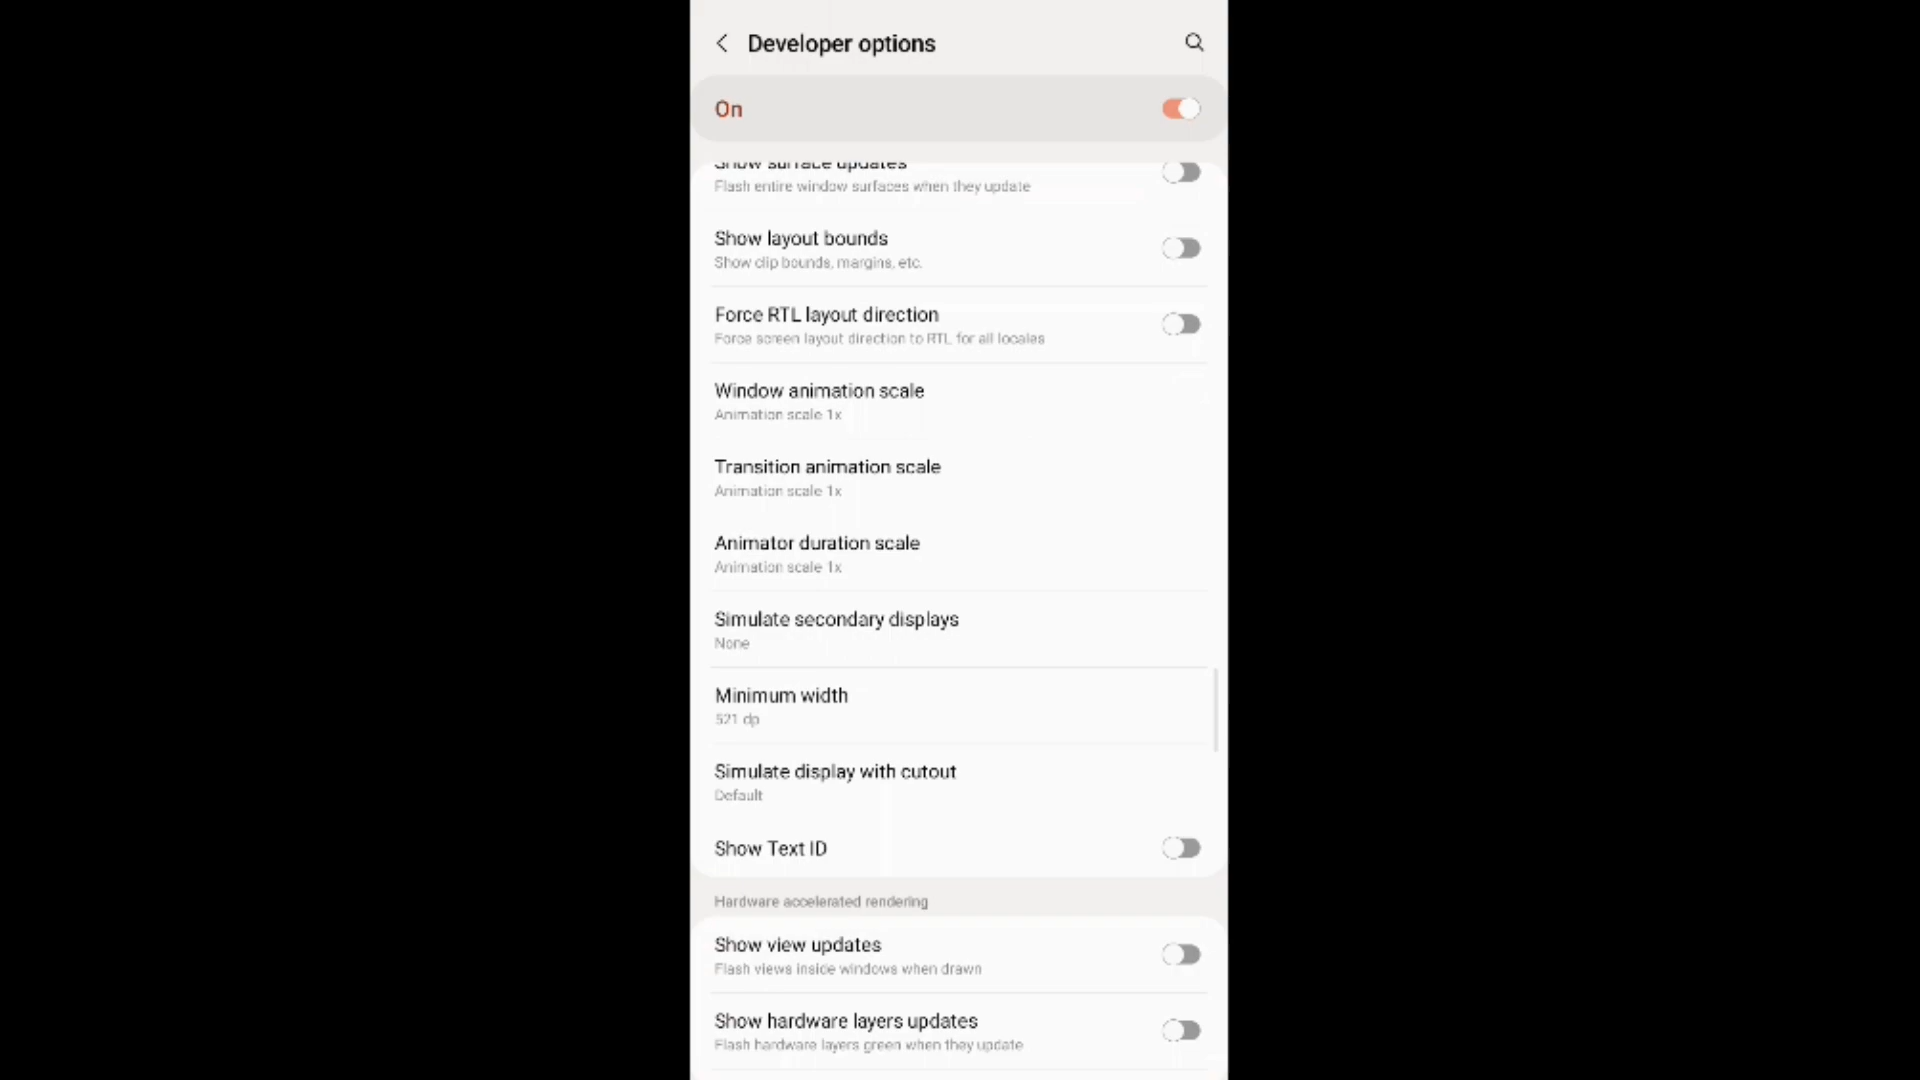 Developer options
On
Show surface updates
Flash entire window surfaces when they update
Show layout bounds
Show clip bounds, margins, etc.
Force RTL layout direction
Force screen layout direction to RTL for all locales
Window animation scale
Animation scale 1x
Transition animation scale
Animation scale 1x
Animator duration scale
Animation scale 1x
Simulate secondary displays
None
Minimum width
521 dp
Simulate display with cutout
Default
Show Text ID
Hardware accelerated rendering
Show view updates
Flash views inside windows when drawn
Show hardware layers updates
Flash hardware layers green when they update